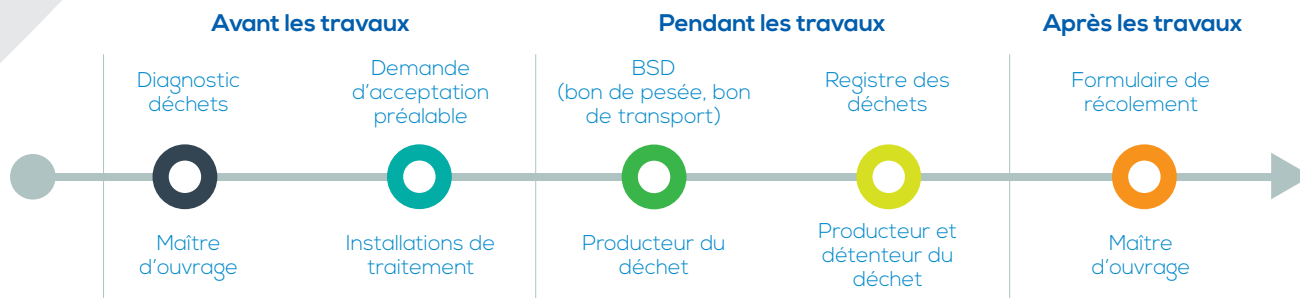 Avant les travaux
Pendant les travaux
Après les travaux
Diagnostic
déchets
Demande
d'acceptation
préalable
BSD
(bon de pesée, bon
de transport)
Registre des
déchets
Formulaire de
récolement
Maître
d'ouvrage
Installations de
traitement
Producteur du
déchet
Producteur et
détenteur du
déchet
Maître
d'ouvrage